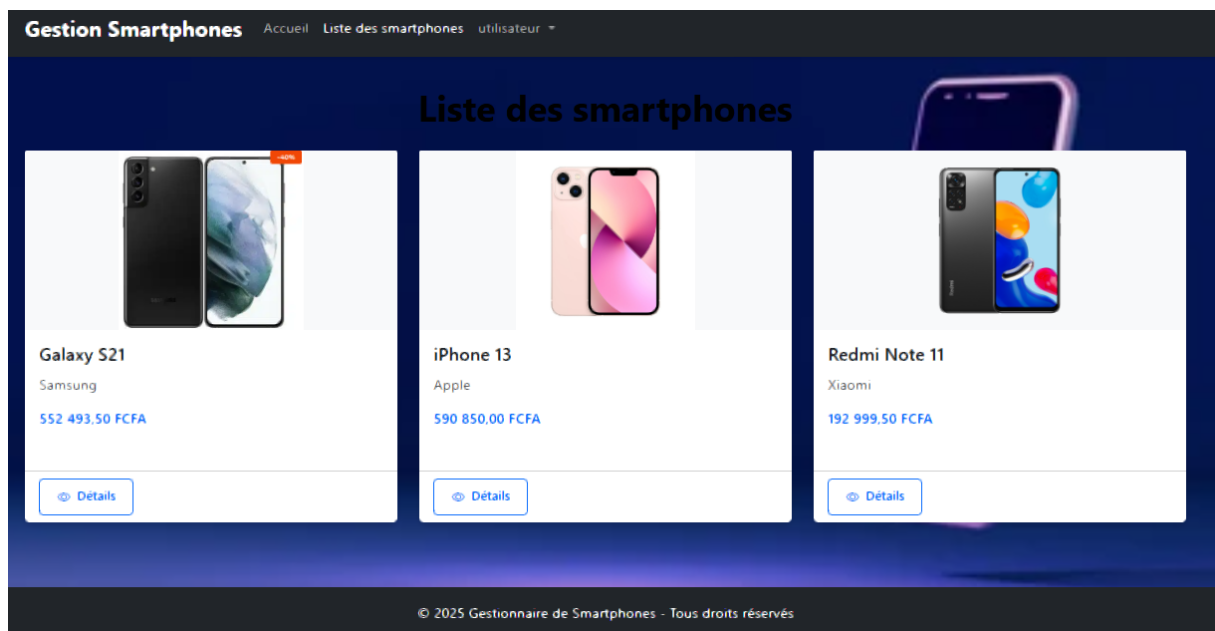 Gestion Smartphones Accueil Liste des smartphones utilisateur
Liste des smartphones
-40%
Galaxy S21
Samsung
552 493,50 FCFA
Détails
iPhone 13
Apple
590 850,00 FCFA
Détails
Redmi Note 11
Xiaomi
192 999,50 FCFA
Détails
© 2025 Gestionnaire de Smartphones - Tous droits réservés